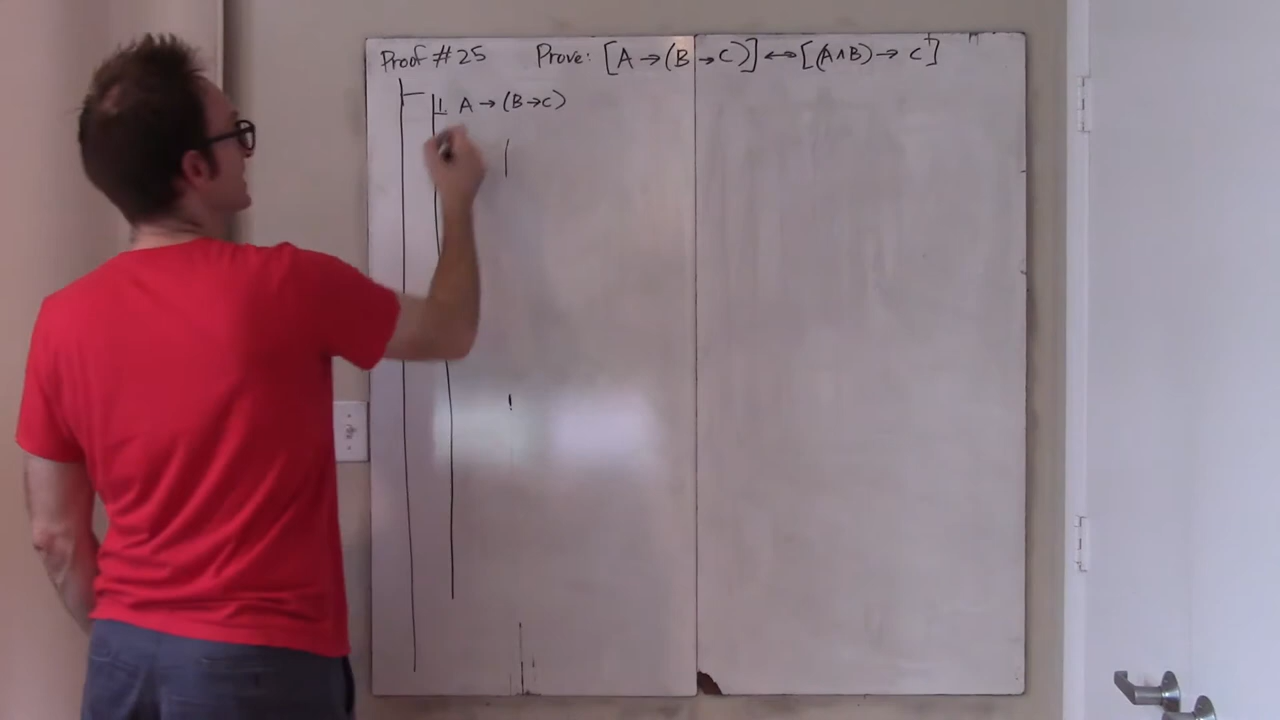 Proof #25 Prove: [A → (B → C)] ↔ [(A ∧ B) → C]
1. A → (B → C)